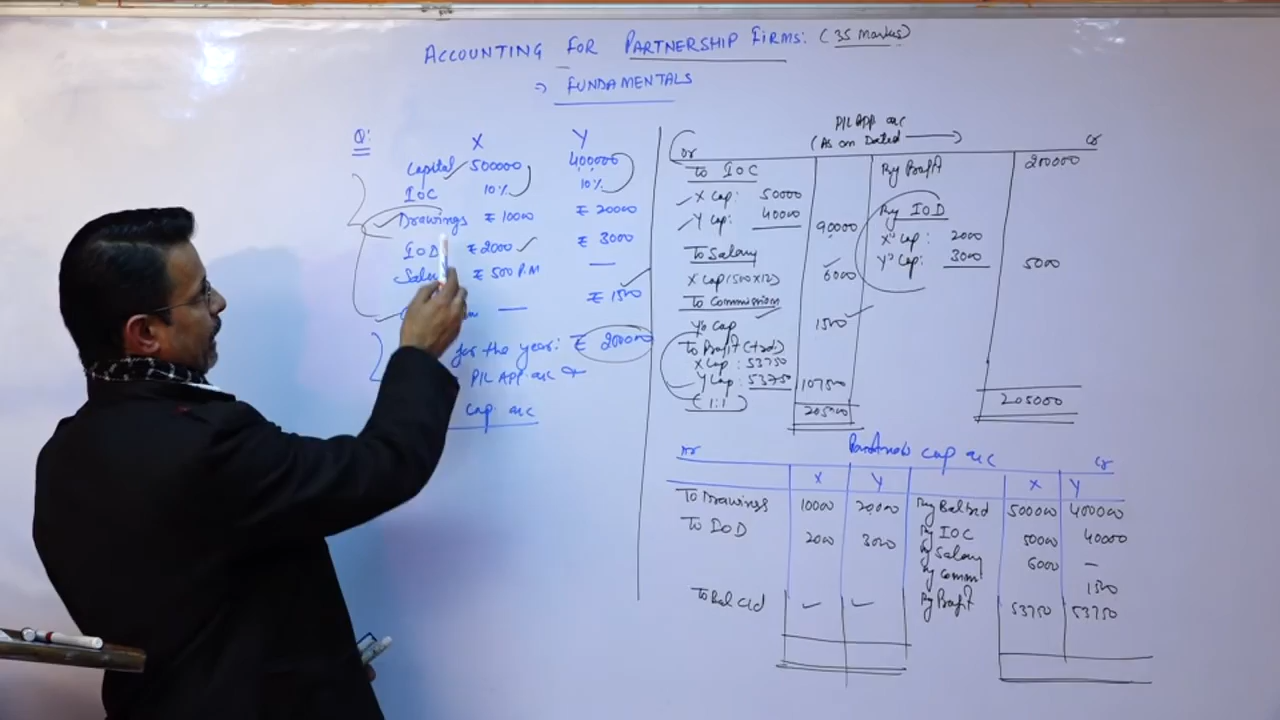 ACCOUNTING FOR PARTNERSHIP FIRMS: (35 Marks)
⇒ FUNDAMENTALS
Q:
X Y
Capital 500000 400000
IOC 10% 10%
Drawings ₹ 10000 ₹ 20000
IOD ₹ 2000 ₹ 3000
₹ 500 P.M —
— ₹ 1500
for the year: ₹ 200000
P/L APP a/c
Cap. a/c
P/L APP a/c
(As on Dated
Dr Cr
To IOC By Profit 200000
X Cap: 50000
Y Cap: 40000 90000
By IOD
X's Cap: 2000
Y's Cap: 3000 5000
To Salary
X Cap (500x12) 6000
To Commission
Y's Cap 1500
To Profit
X Cap: 53750
Y Cap: 53750 107500
(1:1)
205000 205000
Cap a/c
Dr Cr
X Y X Y
To Drawings 10000 20,000 By Bal b/d 500000 400000
To IOD 2000 3000 By IOC 50000 40000
By Salary 6000 —
By Comm 1500
To Bal c/d By Profit 53750 53750